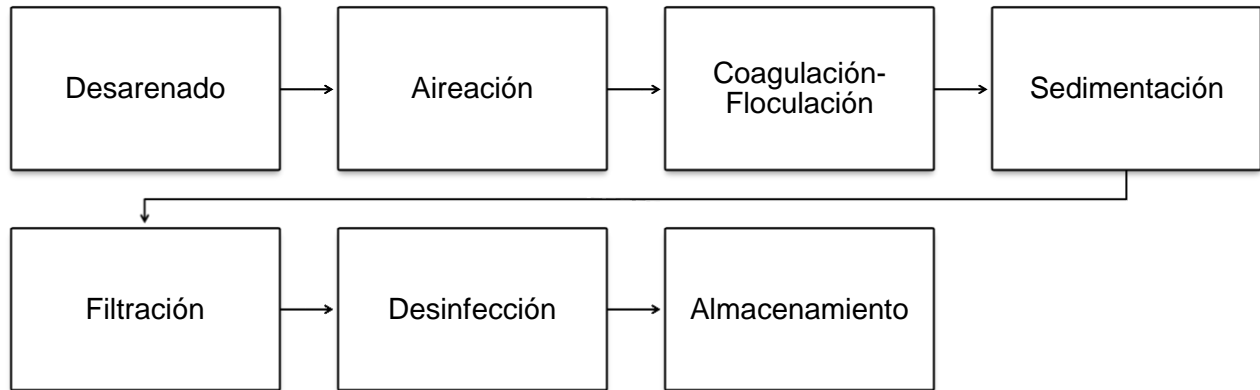 Desarenado
Aireación
Coagulación-
Floculación
Sedimentación
Filtración
Desinfección
Almacenamiento